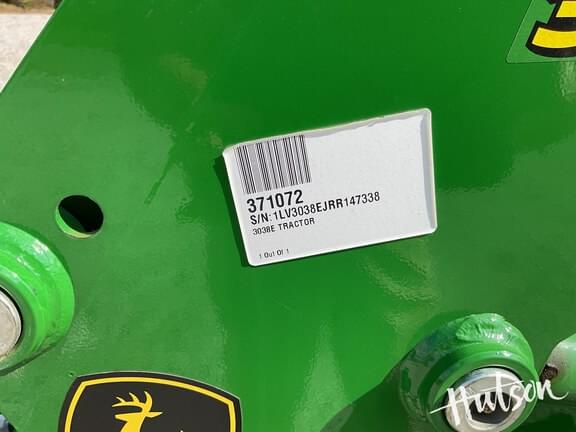 371072
S/N: 1LV3038EJRR147338
3038E TRACTOR
1 Out Of 1
Hutson